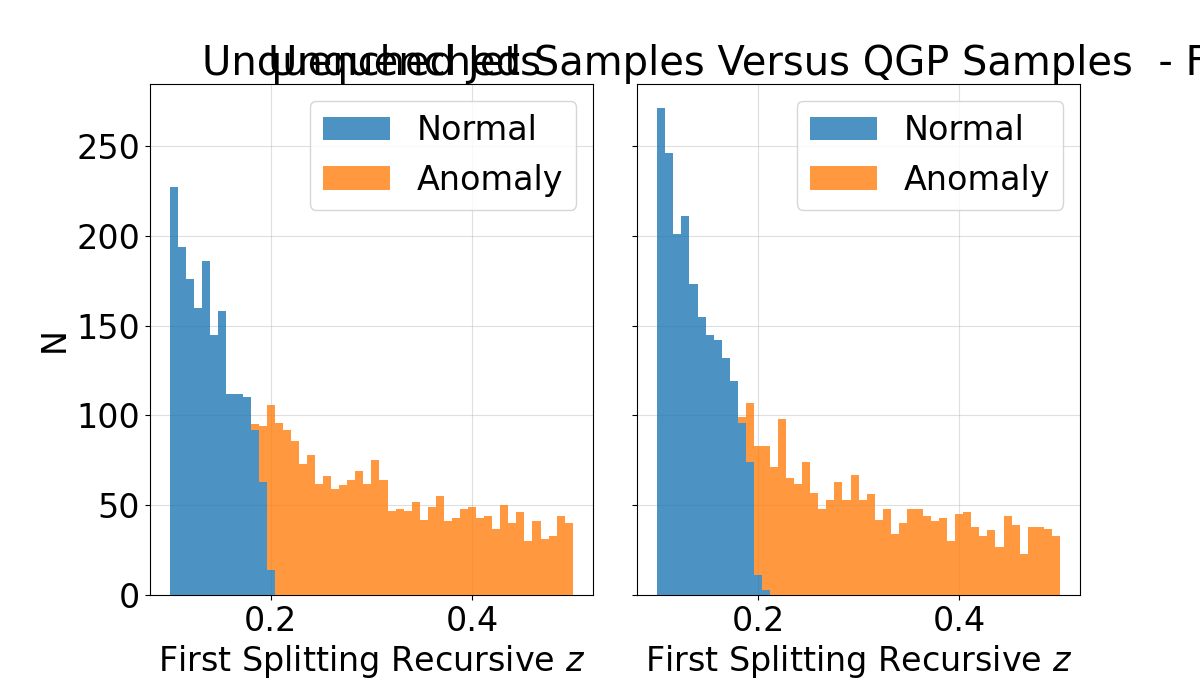 Samples Versus QGP Samples -
Normal
Anomaly
Normal
Anomaly
250
200
150
100
50
0
N
0.2
0.4
0.2
0.4
First Splitting Recursive z
First Splitting Recursive z